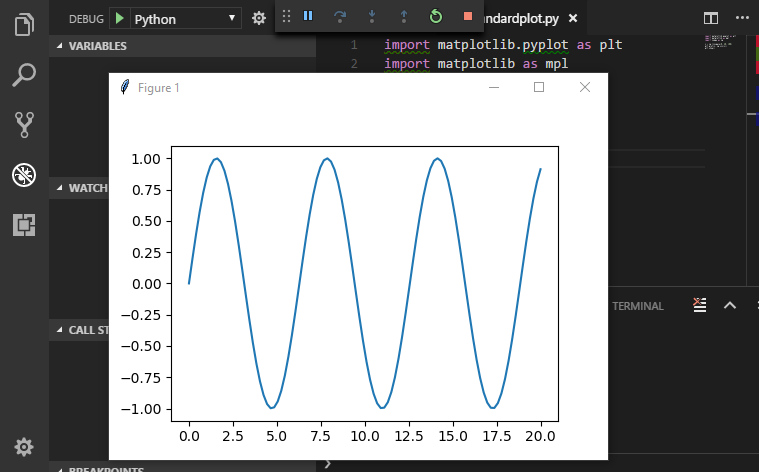 DEBUG Python
VARIABLES
WATCH
CALL ST
BREAKPOINTS
ndardplot.py
1 import matplotlib.pyplot as plt
2 import matplotlib as mpl
Figure 1
1.00
0.75
0.50
0.25
0.00
−0.25
−0.50
−0.75
−1.00
0.0 2.5 5.0 7.5 10.0 12.5 15.0 17.5 20.0
TERMINAL